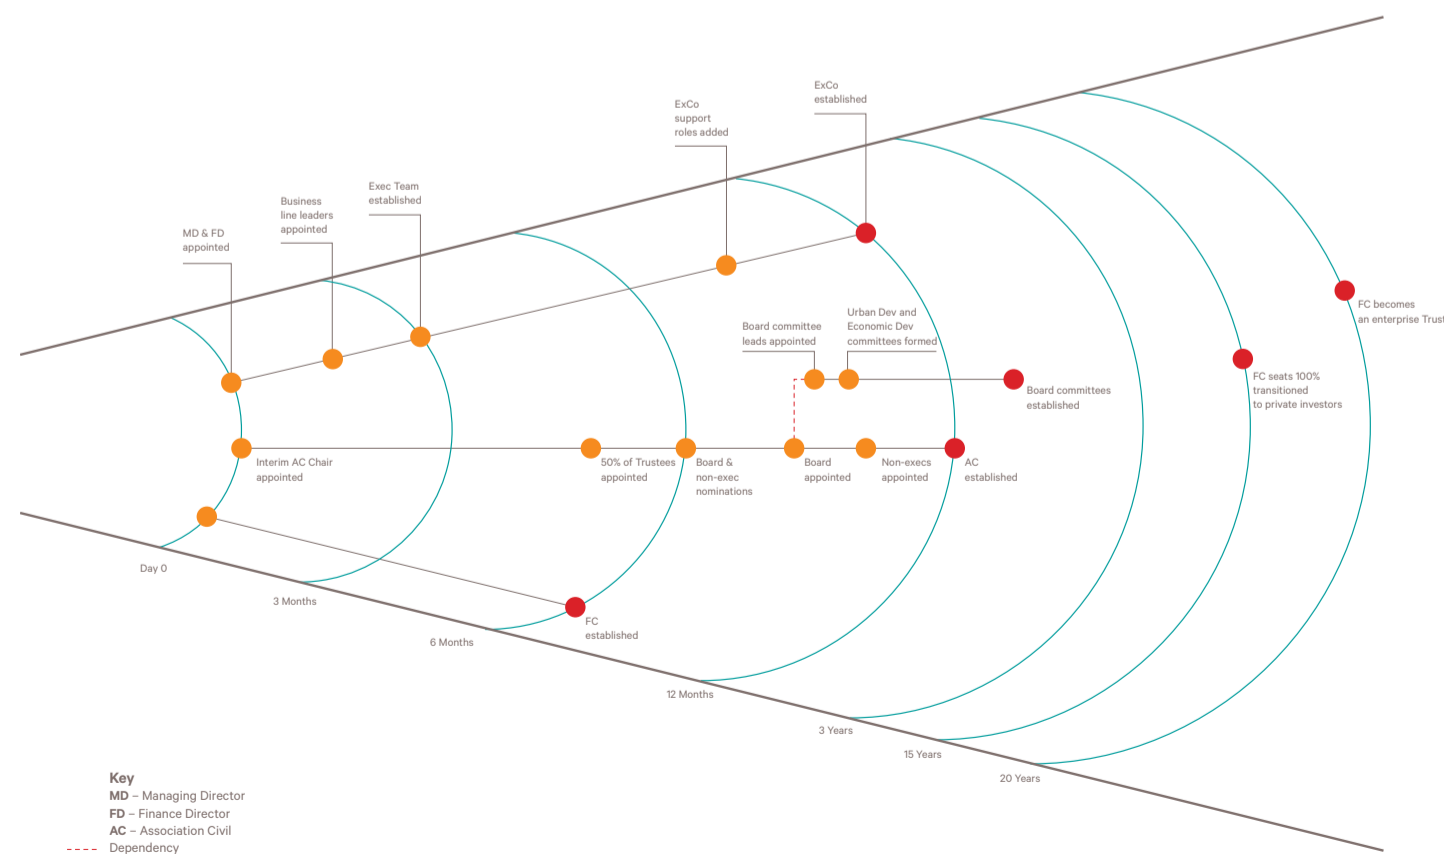 ExCo
established
ExCo
support
roles added
Exec Team
established
Business
line leaders
appointed
MD & FD
appointed
FC becomes
an enterprise Trust
Urban Dev and
Economic Dev
committees formed
Board committee
leads appointed
FC seats 100%
transitioned
to private investors
Board committees
established
Interim AC Chair
appointed
50% of Trustees
appointed
Board &
non-exec
nominations
Board
appointed
Non-execs
appointed
AC
established
Day 0
3 Months
FC
established
6 Months
12 Months
3 Years
15 Years
20 Years
Key
MD – Managing Director
FD – Finance Director
AC – Association Civil
Dependency